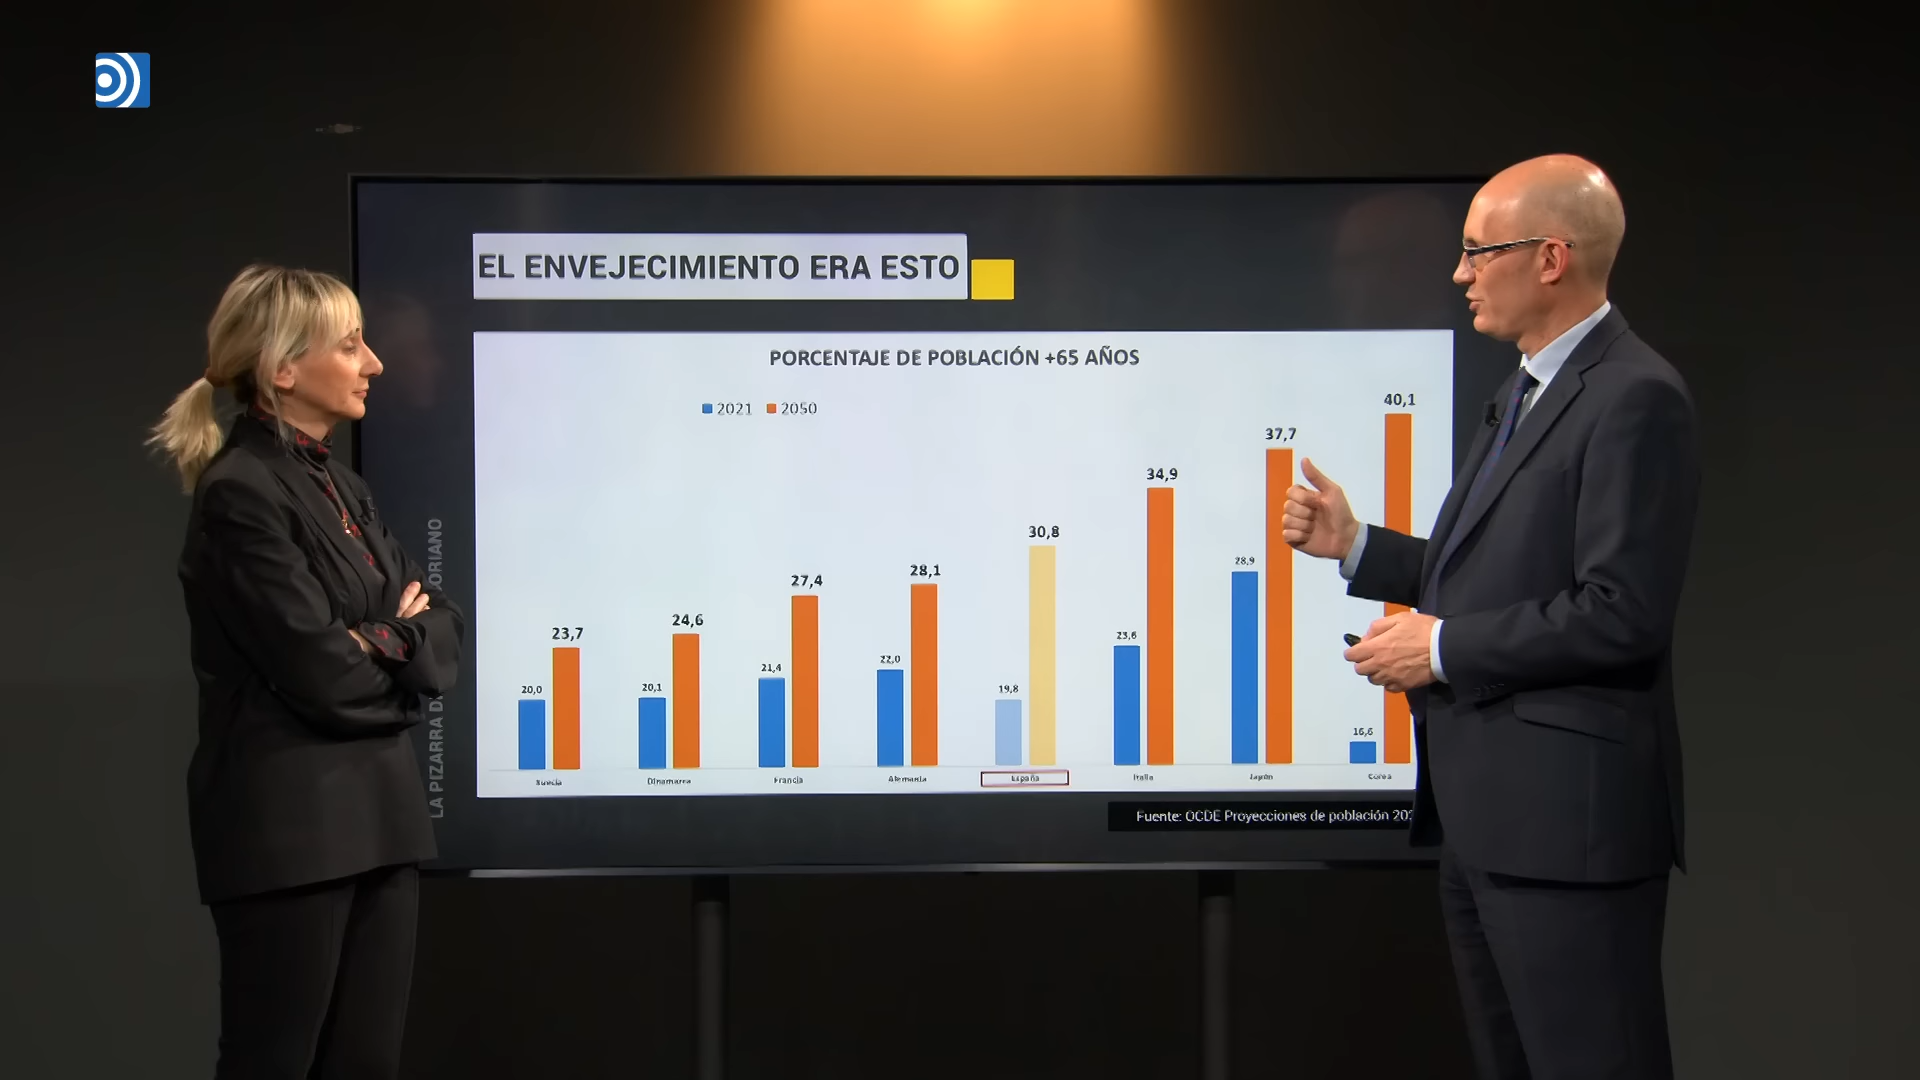 EL ENVEJECIMIENTO ERA ESTO
PORCENTAJE DE POBLACIÓN +65 AÑOS
2021 2050
20,0 23,7
20,1 24,6
21,4 27,4
22,0 28,1
19,8 30,8
23,6 34,9
28,9 37,7
16,6 40,1
Suecia Dinamarca Francia Alemania España Italia Japón Corea
Fuente: OCDE Proyecciones de población
LA PIZARRA